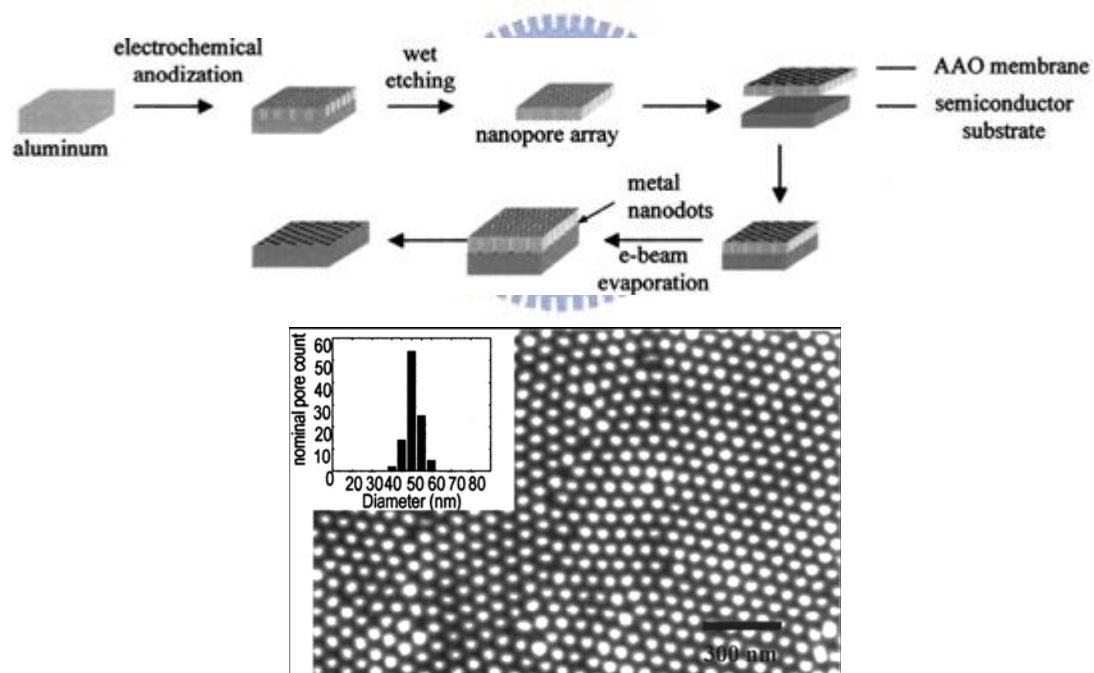 electrochemical
anodization
wet
etching
AAO membrane
semiconductor
substrate
aluminum
nanopore array
metal
nanodots
e-beam
evaporation
nominal pore count
60
50
40
30
20
10
0
20 30 40 50 60 70 80
Diameter (nm)
300 nm